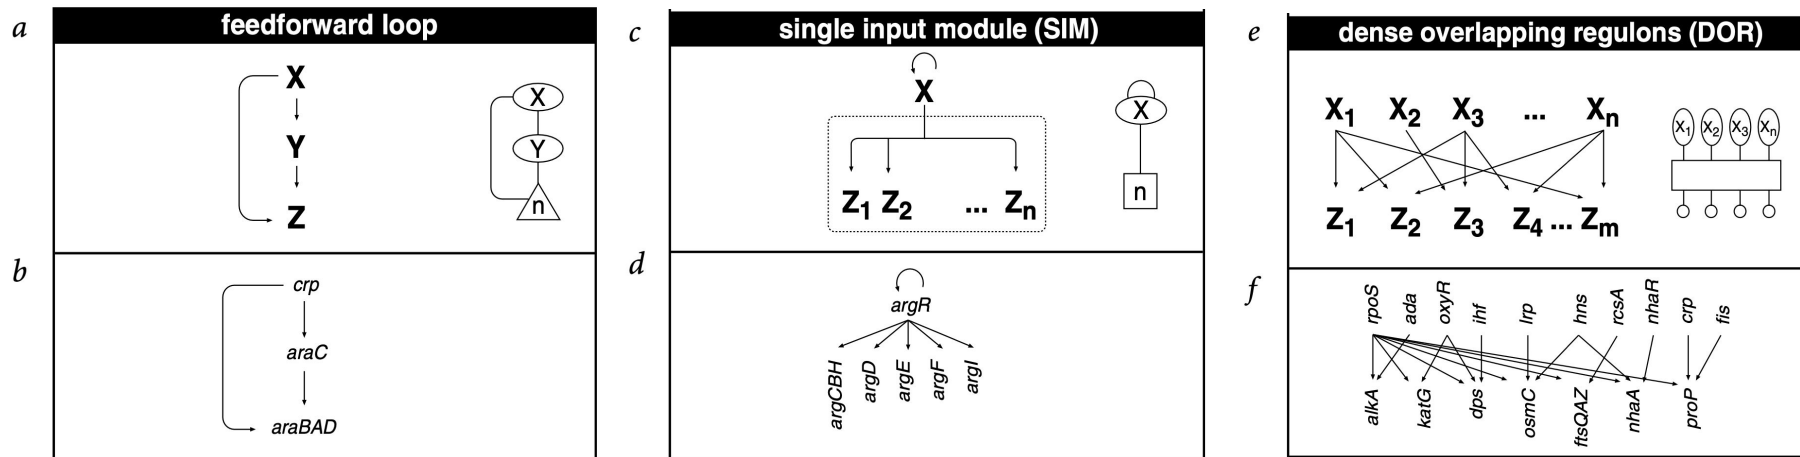 a
feedforward loop
X
Y
Z
X
Y
n
b
crp
araC
araBAD
c
single input module (SIM)
X
Z1 Z2 ... Zn
X
n
d
argR
argCBH argD argE argF argI
e
dense overlapping regulons (DOR)
X1 X2 X3 ... Xn
Z1 Z2 Z3 Z4 ... Zm
X1 X2 X3 Xn
f
rpoS ada oxyR ihf lrp hns rcsA nhaR crp fis
alkA katG dps osmC ftsQAZ nhaA proP